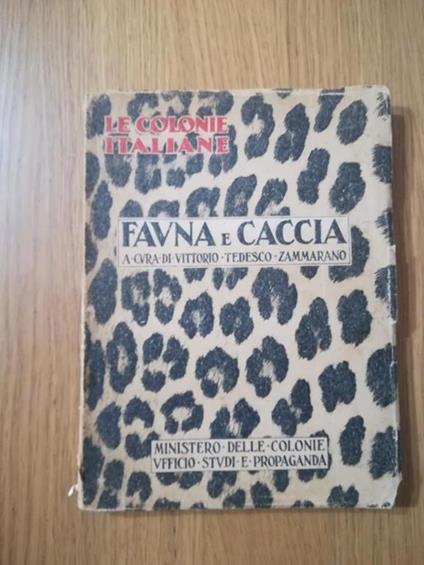 LE COLONIE
ITALIANE
FAVNA E CACCIA
A·CVRA·DI·VITTORIO·TEDESCO·ZAMMARANO
MINISTERO·DELLE·COLONIE
VFFICIO·STVDI·E·PROPAGANDA